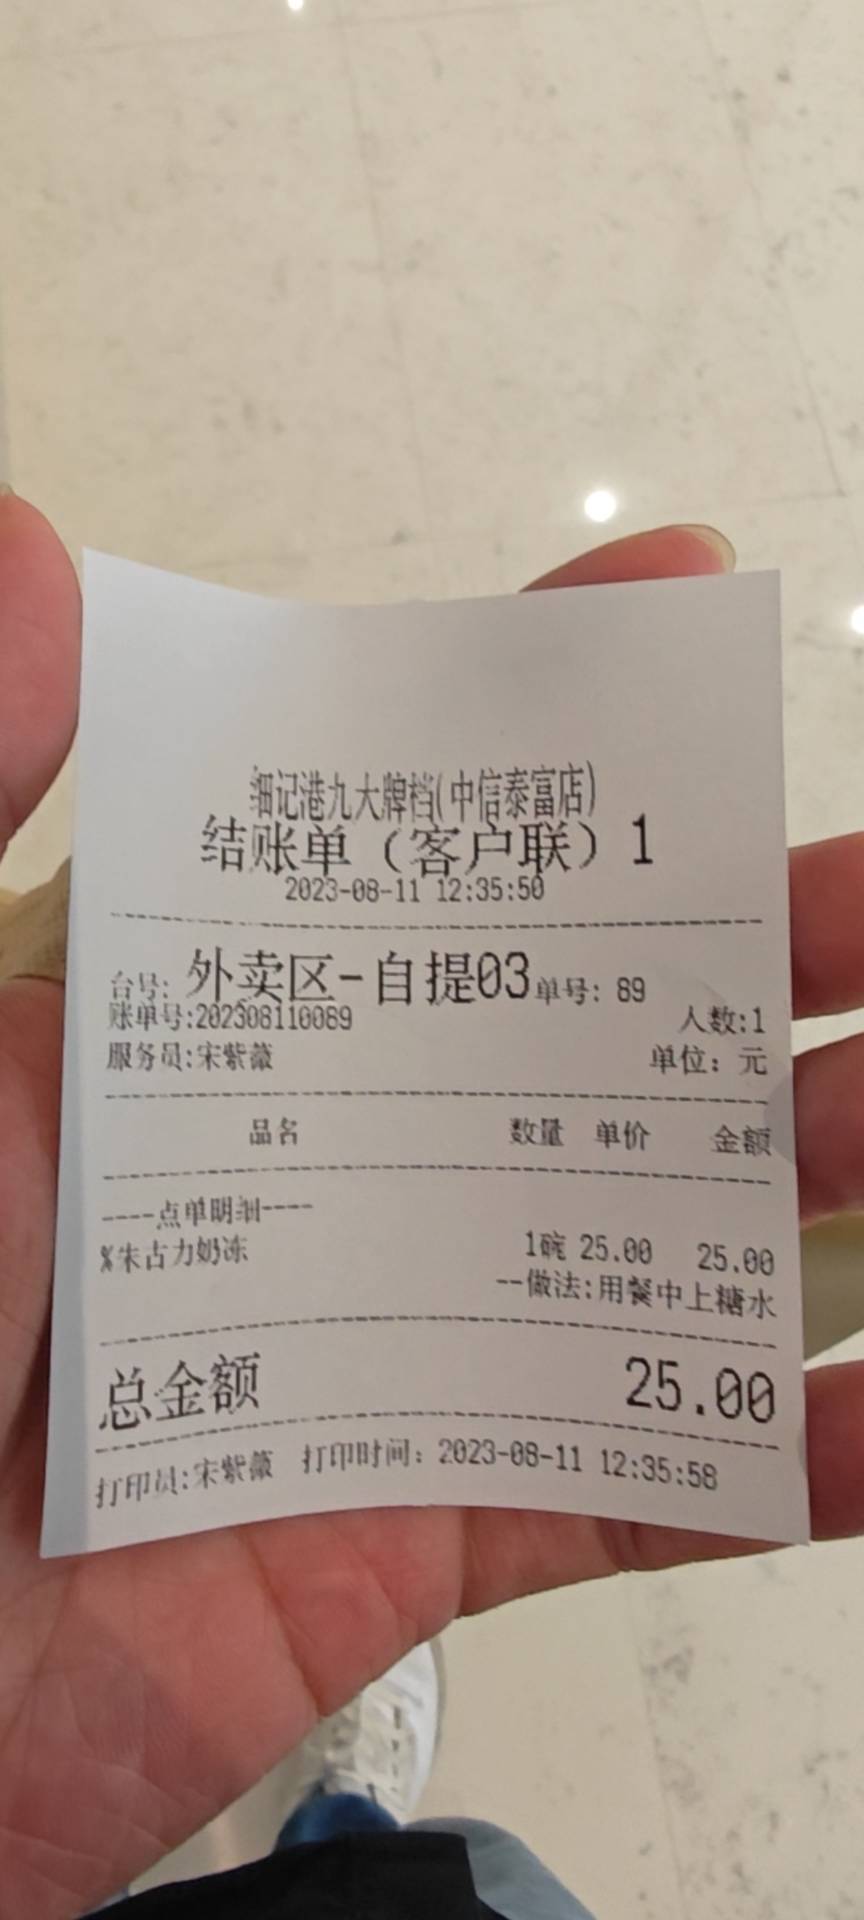 细记港九大牌档(中信泰富店)
结账单（客户联）1
2023-08-11 12:35:50
台号: 外卖区-自提03 单号: 89
账单号:202308110089 人数:1
服务员:宋紫薇 单位: 元
品名 数量 单价 金额
----点单明细----
%朱古力奶冻 1碗 25.00 25.00
--做法:用餐中上糖水
总金额 25.00
打印员:宋紫薇 打印时间: 2023-08-11 12:35:58